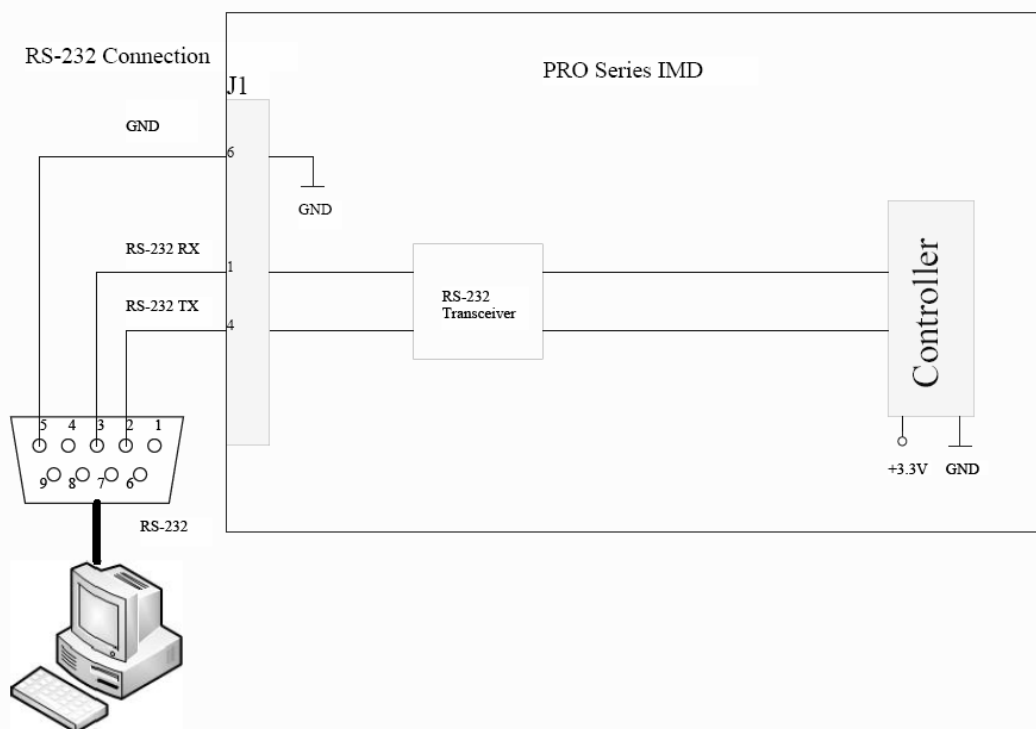 RS-232 Connection
PRO Series IMD
J1
GND
6
GND
RS-232 RX
1
RS-232 TX
4
RS-232
Transceiver
Controller
5 4 3 2 1
9 8 7 6
+3.3V GND
RS-232